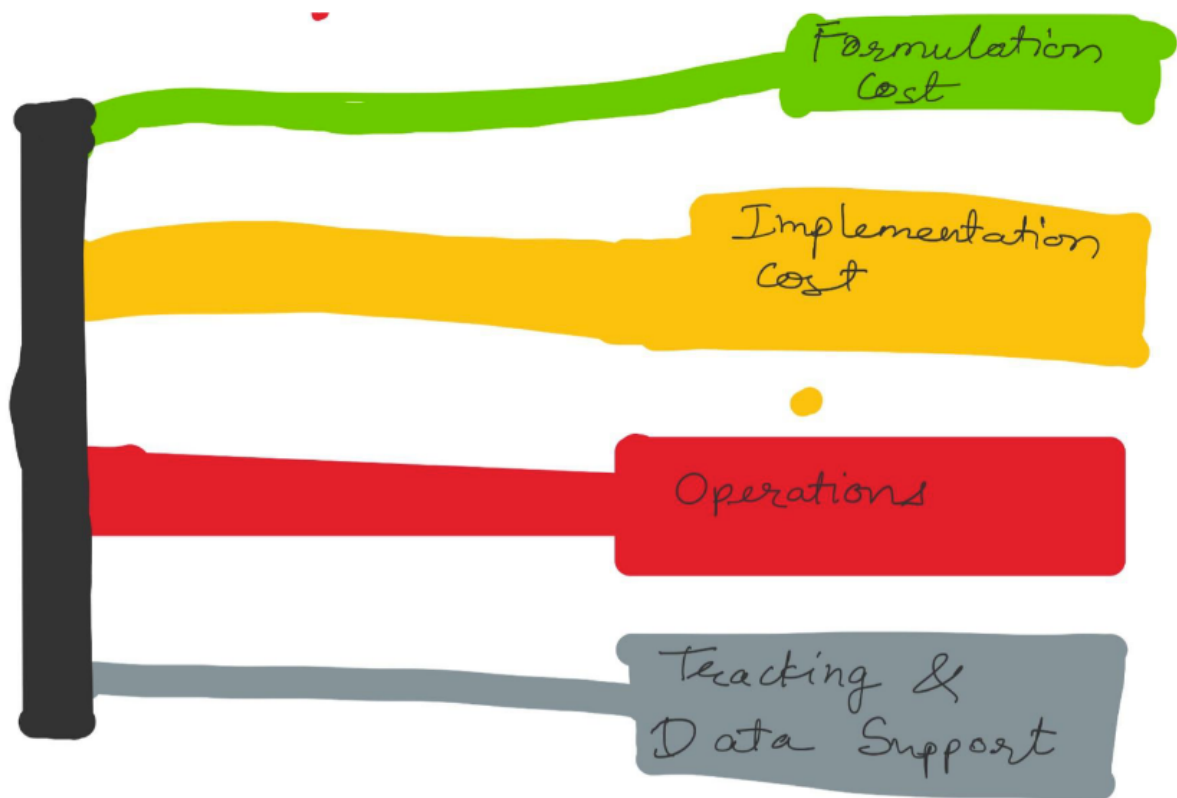 Formulation
Cost
Implementation
Cost
Operations
Tracking &
Data Support